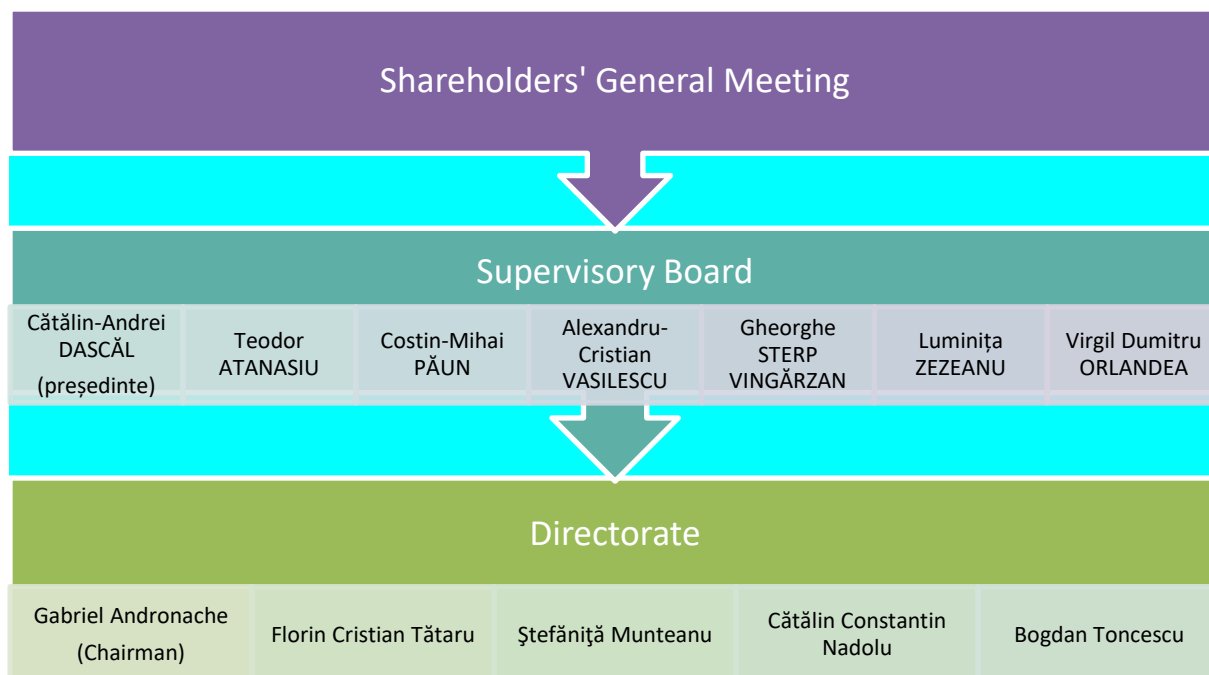 Shareholders' General Meeting
Supervisory Board
Cătălin-Andrei
DASCĂL
(președinte)
Teodor
ATANASIU
Costin-Mihai
PĂUN
Alexandru-
Cristian
VASILESCU
Gheorghe
STERP
VINGĂRZAN
Luminița
ZEZEANU
Virgil Dumitru
ORLANDEA
Directorate
Gabriel Andronache
(Chairman)
Florin Cristian Tătaru
Ştefăniţă Munteanu
Cătălin Constantin
Nadolu
Bogdan Toncescu